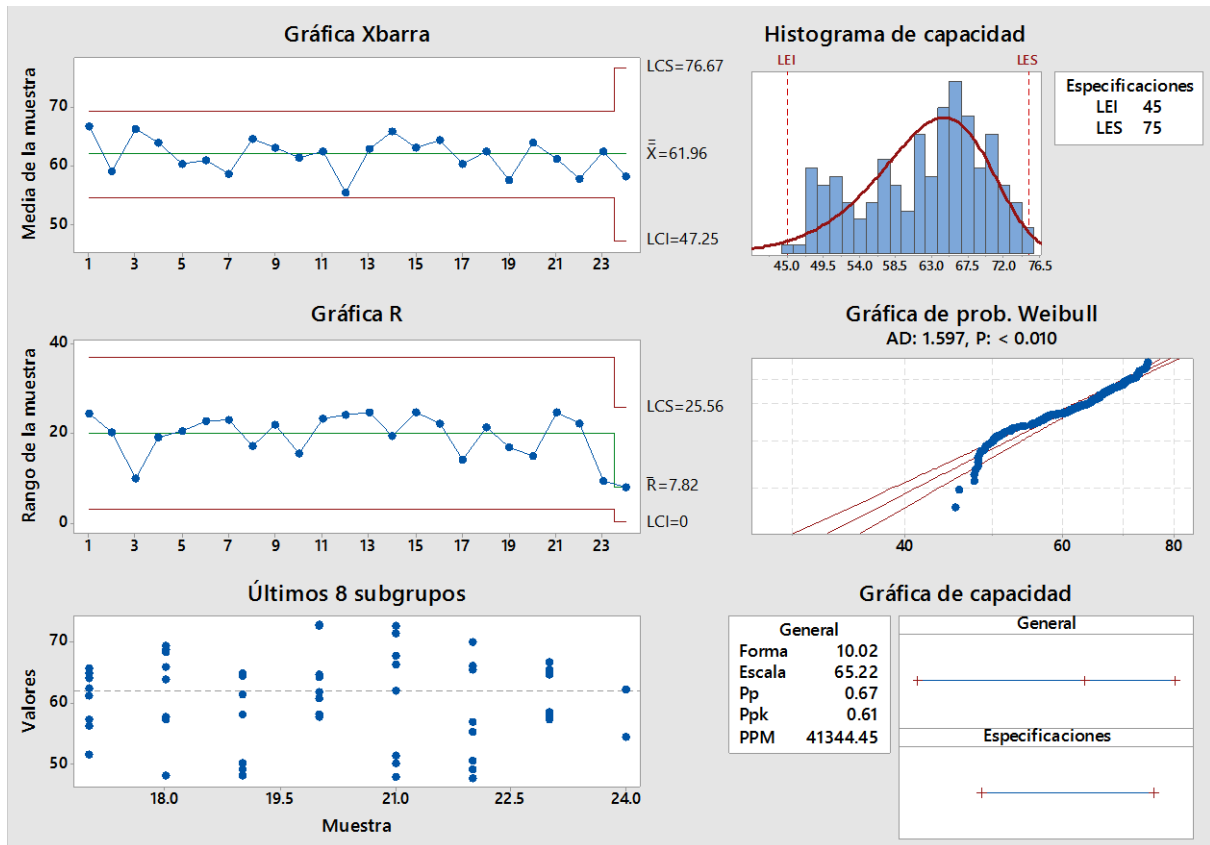 Gráfica Xbarra
Media de la muestra
70
60
50
1 3 5 7 9 11 13 15 17 19 21 23
LCS=76.67
X=61.96
LCI=47.25
Histograma de capacidad
LEI LES
45.0 49.5 54.0 58.5 63.0 67.5 72.0 76.5
Especificaciones
LEI 45
LES 75
Gráfica R
Rango de la muestra
40
20
0
1 3 5 7 9 11 13 15 17 19 21 23
LCS=25.56
R=7.82
LCI=0
Gráfica de prob. Weibull
AD: 1.597, P: < 0.010
40 60 80
Últimos 8 subgrupos
Valores
70
60
50
18.0 19.5 21.0 22.5 24.0
Muestra
Gráfica de capacidad
General
Forma 10.02
Escala 65.22
Pp 0.67
Ppk 0.61
PPM 41344.45
General
Especificaciones